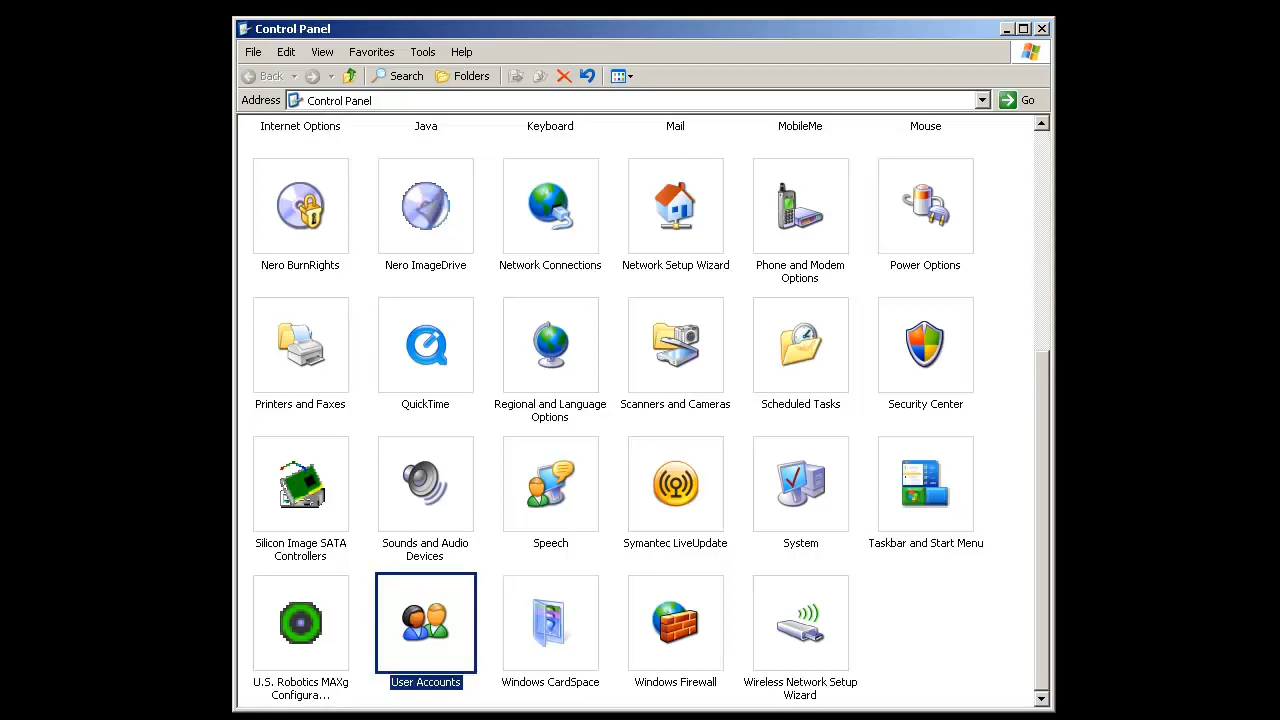 Control Panel
File Edit View Favorites Tools Help
Back Search Folders
Address Control Panel Go
Internet Options Java Keyboard Mail MobileMe Mouse
Nero BurnRights Nero ImageDrive Network Connections Network Setup Wizard Phone and Modem Options Power Options
Printers and Faxes QuickTime Regional and Language Options Scanners and Cameras Scheduled Tasks Security Center
Silicon Image SATA Controllers Sounds and Audio Devices Speech Symantec LiveUpdate System Taskbar and Start Menu
U.S. Robotics MAXg Configura... User Accounts Windows CardSpace Windows Firewall Wireless Network Setup Wizard